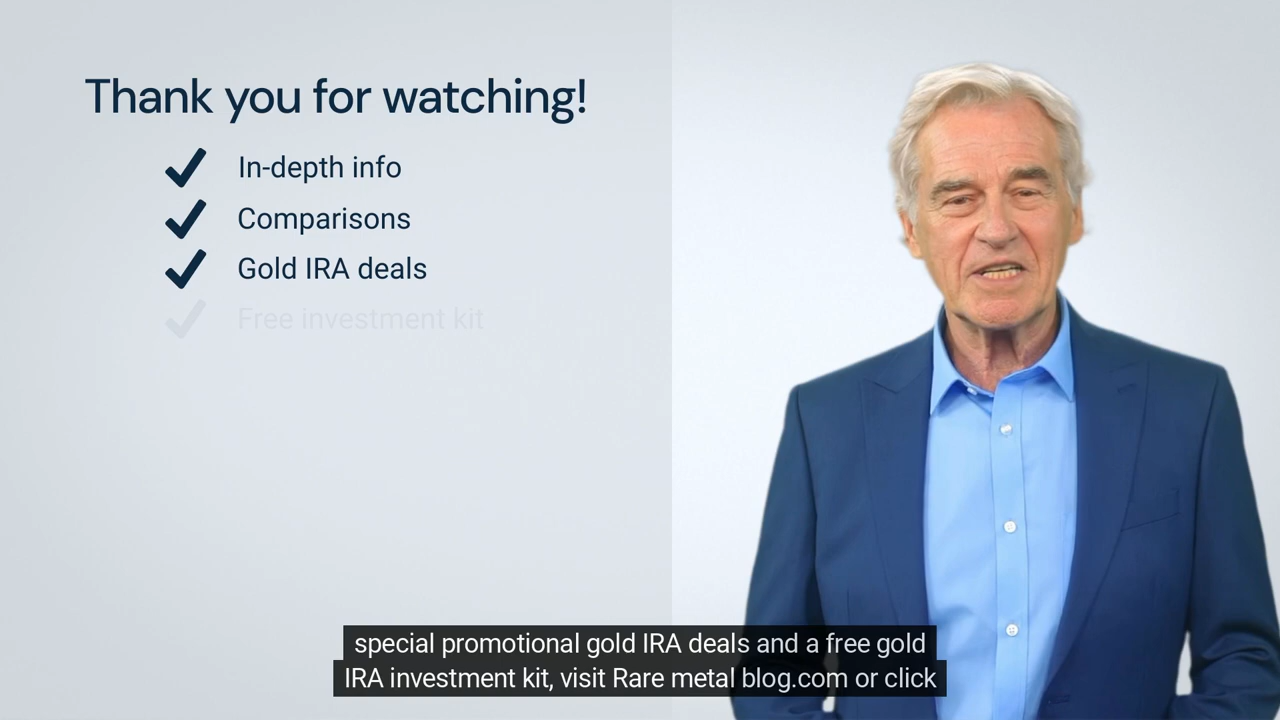 Thank you for watching!
In-depth info
Comparisons
Gold IRA deals
Free investment kit
special promotional gold IRA deals and a free gold
IRA investment kit, visit Rare metal blog.com or click